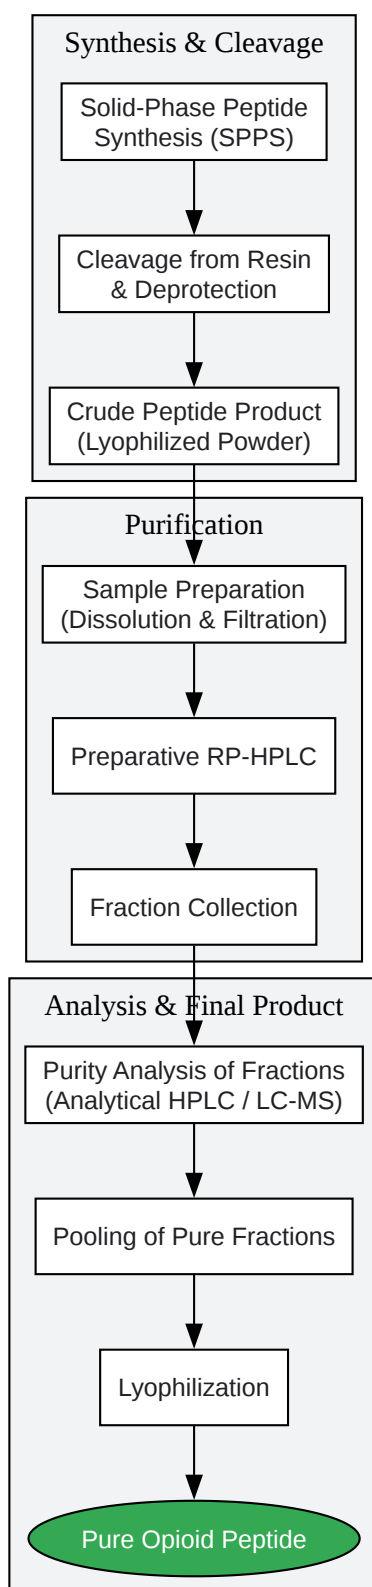 Synthesis & Cleavage
Solid-Phase Peptide
Synthesis (SPPS)
Cleavage from Resin
& Deprotection
Crude Peptide Product
(Lyophilized Powder)
Purification
Sample Preparation
(Dissolution & Filtration)
Preparative RP-HPLC
Fraction Collection
Analysis & Final Product
Purity Analysis of Fractions
(Analytical HPLC / LC-MS)
Pooling of Pure Fractions
Lyophilization
Pure Opioid Peptide